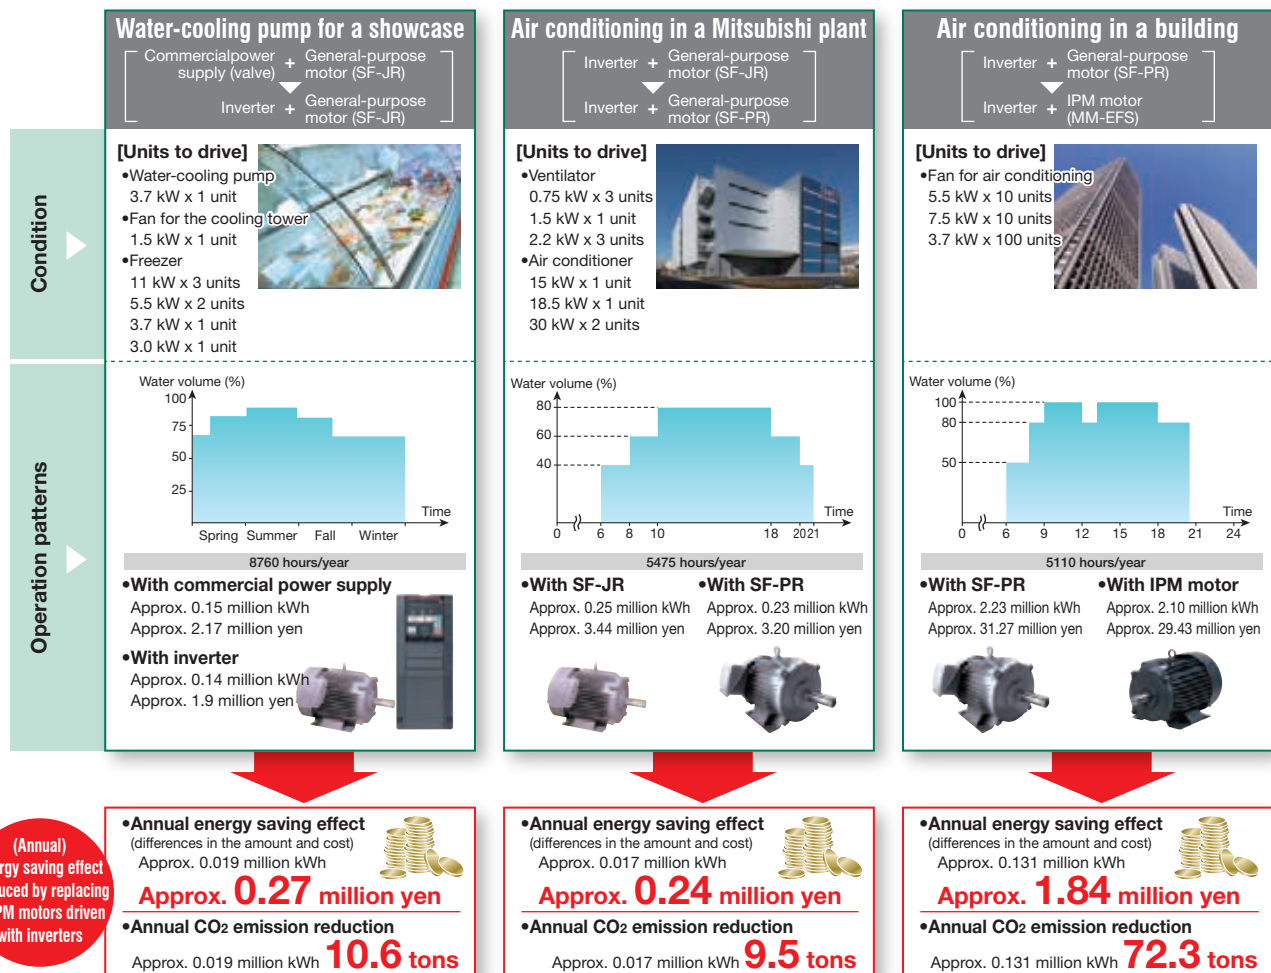 Water-cooling pump for a showcase
Commercialpower supply (valve) + General-purpose motor (SF-JR)
Inverter + General-purpose motor (SF-JR)
Air conditioning in a Mitsubishi plant
Inverter + General-purpose motor (SF-JR)
Inverter + General-purpose motor (SF-PR)
Air conditioning in a building
Inverter + General-purpose motor (SF-PR)
Inverter + IPM motor (MM-EFS)
Condition
[Units to drive]
•Water-cooling pump
3.7 kW x 1 unit
•Fan for the cooling tower
1.5 kW x 1 unit
•Freezer
11 kW x 3 units
5.5 kW x 2 units
3.7 kW x 1 unit
3.0 kW x 1 unit
[Units to drive]
•Ventilator
0.75 kW x 3 units
1.5 kW x 1 unit
2.2 kW x 3 units
•Air conditioner
15 kW x 1 unit
18.5 kW x 1 unit
30 kW x 2 units
[Units to drive]
•Fan for air conditioning
5.5 kW x 10 units
7.5 kW x 10 units
3.7 kW x 100 units
Operation patterns
Water volume (%)
100
75
50
25
Time
Spring Summer Fall Winter
8760 hours/year
•With commercial power supply
Approx. 0.15 million kWh
Approx. 2.17 million yen
•With inverter
Approx. 0.14 million kWh
Approx. 1.9 million yen
Water volume (%)
80
60
40
Time
0 6 8 10 18 2021
5475 hours/year
•With SF-JR
Approx. 0.25 million kWh
Approx. 3.44 million yen
•With SF-PR
Approx. 0.23 million kWh
Approx. 3.20 million yen
Water volume (%)
100
80
50
Time
0 6 9 12 15 18 21 24
5110 hours/year
•With SF-PR
Approx. 2.23 million kWh
Approx. 31.27 million yen
•With IPM motor
Approx. 2.10 million kWh
Approx. 29.43 million yen
(Annual)
rgy saving effect
uced by replacing
PM motors driven
with inverters
•Annual energy saving effect
(differences in the amount and cost)
Approx. 0.019 million kWh
Approx. 0.27 million yen
•Annual CO2 emission reduction
Approx. 0.019 million kWh 10.6 tons
•Annual energy saving effect
(differences in the amount and cost)
Approx. 0.017 million kWh
Approx. 0.24 million yen
•Annual CO2 emission reduction
Approx. 0.017 million kWh 9.5 tons
•Annual energy saving effect
(differences in the amount and cost)
Approx. 0.131 million kWh
Approx. 1.84 million yen
•Annual CO2 emission reduction
Approx. 0.131 million kWh 72.3 tons